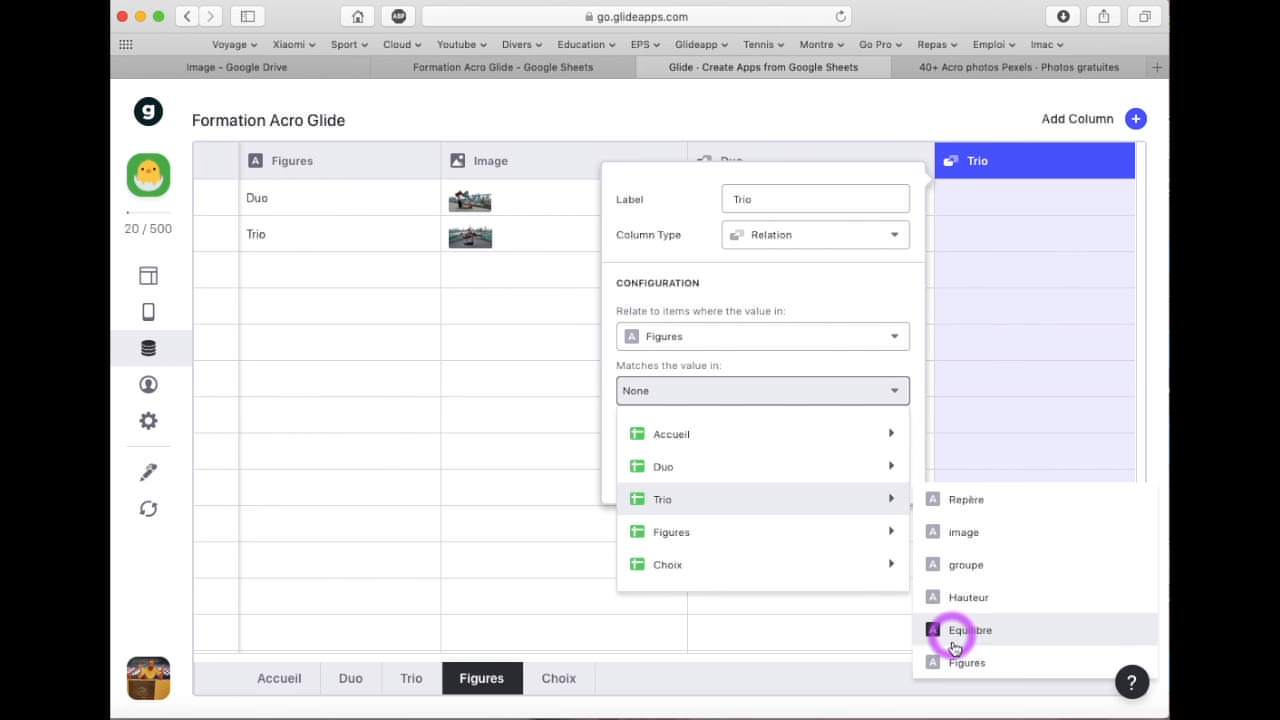 go.glideapps.com
Voyage Xiaomi Sport Cloud Youtube Divers Education EPS Glideapp Tennis Montre Go Pro Repas Emploi Imac
Image - Google Drive
Formation Acro Glide - Google Sheets
Glide · Create Apps from Google Sheets
40+ Acro photos Pexels · Photos gratuites
ABP
g
Formation Acro Glide
Add Column
20 / 500
A Figures
Image
Duo
Trio
Duo
Trio
Label
Trio
Column Type
Relation
CONFIGURATION
Relate to items where the value in:
A Figures
Matches the value in:
None
Accueil
Duo
Trio
Figures
Choix
A Repère
A image
A groupe
A Hauteur
A Equilibre
A Figures
Accueil
Duo
Trio
Figures
Choix
?